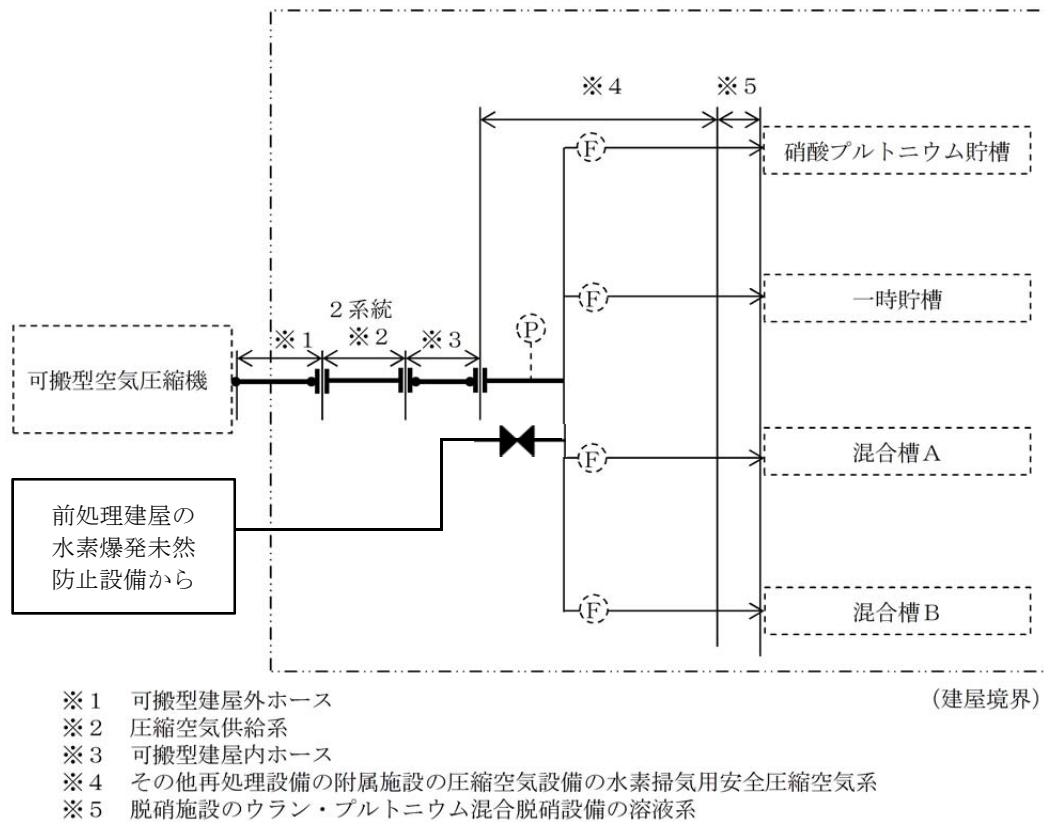 ※４
※５
Ｆ
硝酸プルトニウム貯槽
Ｆ
一時貯槽
２系統
※１
※２
※３
Ｐ
可搬型空気圧縮機
Ｆ
混合槽Ａ
前処理建屋の
水素爆発未然
防止設備から
Ｆ
混合槽Ｂ
(建屋境界)
※１ 可搬型建屋外ホース
※２ 圧縮空気供給系
※３ 可搬型建屋内ホース
※４ その他再処理設備の附属施設の圧縮空気設備の水素掃気用安全圧縮空気系
※５ 脱硝施設のウラン・プルトニウム混合脱硝設備の溶液系